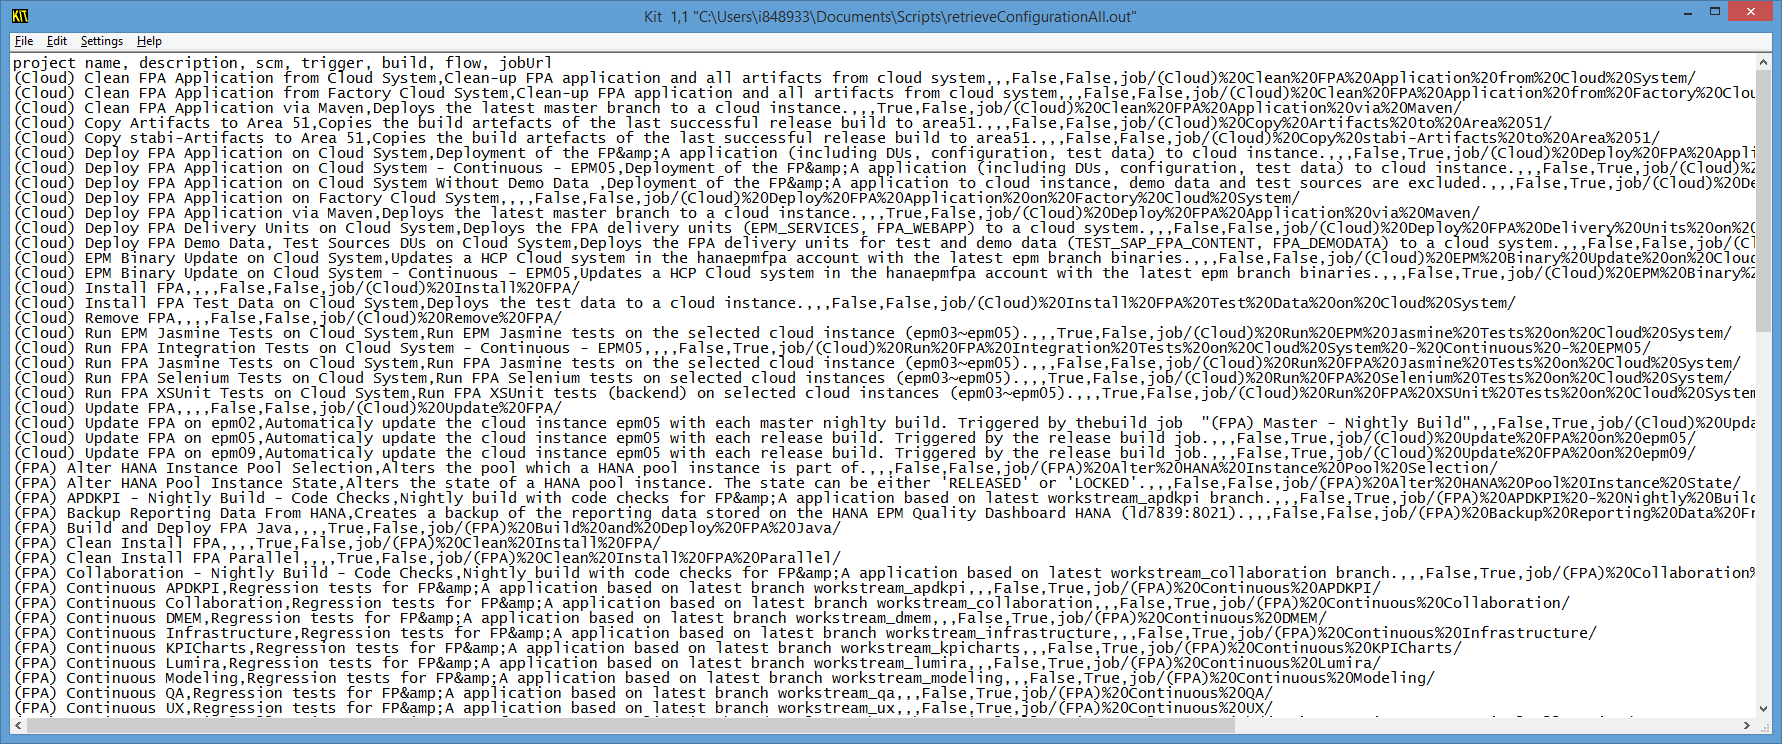 Kit 1,1 "C:\Users\i848933\Documents\Scripts\retrieveConfigurationAll.out"
File Edit Settings Help
project name, description, scm, trigger, build, flow, jobUrl
(Cloud) Clean FPA Application from Cloud System,Clean-up FPA application and all artifacts from cloud system,,,False,False,job/(Cloud)%20Clean%20FPA%20Application%20from%20Cloud%20System/
(Cloud) Clean FPA Application from Factory Cloud System,Clean-up FPA application and all artifacts from cloud system,,,False,False,job/(Cloud)%20Clean%20FPA%20Application%20from%20Factory%20Clou
(Cloud) Clean FPA Application via Maven,Deploys the latest master branch to a cloud instance.,,,True,False,job/(Cloud)%20Clean%20FPA%20Application%20via%20Maven/
(Cloud) Copy Artifacts to Area 51,Copies the build artefacts of the last successful release build to area51.,,,False,False,job/(Cloud)%20Copy%20Artifacts%20to%20Area%2051/
(Cloud) Copy stabi-Artifacts to Area 51,Copies the build artefacts of the last successful release build to area51.,,,False,False,job/(Cloud)%20Copy%20stabi-Artifacts%20to%20Area%2051/
(Cloud) Deploy FPA Application on Cloud System,Deployment of the FP&amp;A application (including DUs, configuration, test data) to cloud instance.,,,False,True,job/(Cloud)%20Deploy%20FPA%20Appli
(Cloud) Deploy FPA Application on Cloud System - Continuous - EPM05,Deployment of the FP&amp;A application (including DUs, configuration, test data) to cloud instance.,,,False,True,job/(Cloud)%2
(Cloud) Deploy FPA Application on Cloud System Without Demo Data ,Deployment of the FP&amp;A application to cloud instance, demo data and test sources are excluded.,,,False,True,job/(Cloud)%20De
(Cloud) Deploy FPA Application on Factory Cloud System,,,,False,False,job/(Cloud)%20Deploy%20FPA%20Application%20on%20Factory%20Cloud%20System/
(Cloud) Deploy FPA Application via Maven,Deploys the latest master branch to a cloud instance.,,,True,False,job/(Cloud)%20Deploy%20FPA%20Application%20via%20Maven/
(Cloud) Deploy FPA Delivery Units on Cloud System,Deploys the FPA delivery units (EPM_SERVICES, FPA_WEBAPP) to a cloud system.,,,False,False,job/(Cloud)%20Deploy%20FPA%20Delivery%20Units%20on%20
(Cloud) Deploy FPA Demo Data, Test Sources DUs on Cloud System,Deploys the FPA delivery units for test and demo data (TEST_SAP_FPA_CONTENT, FPA_DEMODATA) to a cloud system.,,,False,False,job/(Cl
(Cloud) EPM Binary Update on Cloud System,Updates a HCP Cloud system in the hanaepmfpa account with the latest epm branch binaries.,,,False,False,job/(Cloud)%20EPM%20Binary%20Update%20on%20Cloud
(Cloud) EPM Binary Update on Cloud System - Continuous - EPM05,Updates a HCP Cloud system in the hanaepmfpa account with the latest epm branch binaries.,,,False,True,job/(Cloud)%20EPM%20Binary%2
(Cloud) Install FPA,,,,False,False,job/(Cloud)%20Install%20FPA/
(Cloud) Install FPA Test Data on Cloud System,Deploys the test data to a cloud instance.,,,False,False,job/(Cloud)%20Install%20FPA%20Test%20Data%20on%20Cloud%20System/
(Cloud) Remove FPA,,,,False,False,job/(Cloud)%20Remove%20FPA/
(Cloud) Run EPM Jasmine Tests on Cloud System,Run EPM Jasmine tests on the selected cloud instance (epm03~epm05).,,,True,False,job/(Cloud)%20Run%20EPM%20Jasmine%20Tests%20on%20Cloud%20System/
(Cloud) Run FPA Integration Tests on Cloud System - Continuous - EPM05,,,,False,True,job/(Cloud)%20Run%20FPA%20Integration%20Tests%20on%20Cloud%20System%20-%20Continuous%20-%20EPM05/
(Cloud) Run FPA Jasmine Tests on Cloud System,Run FPA Jasmine tests on the selected cloud instance (epm03~epm05).,,,False,False,job/(Cloud)%20Run%20FPA%20Jasmine%20Tests%20on%20Cloud%20System/
(Cloud) Run FPA Selenium Tests on Cloud System,Run FPA Selenium tests on selected cloud instances (epm03~epm05).,,,True,False,job/(Cloud)%20Run%20FPA%20Selenium%20Tests%20on%20Cloud%20System/
(Cloud) Run FPA XSUnit Tests on Cloud System,Run FPA XSUnit tests (backend) on selected cloud instances (epm03~epm05).,,,True,False,job/(Cloud)%20Run%20FPA%20XSUnit%20Tests%20on%20Cloud%20System
(Cloud) Update FPA,,,,False,False,job/(Cloud)%20Update%20FPA/
(Cloud) Update FPA on epm02,Automaticaly update the cloud instance epm05 with each master nighlty build. Triggered by thebuild job  "(FPA) Master - Nightly Build",,,False,True,job/(Cloud)%20Upda
(Cloud) Update FPA on epm05,Automaticaly update the cloud instance epm05 with each release build. Triggered by the release build job.,,,False,True,job/(Cloud)%20Update%20FPA%20on%20epm05/
(Cloud) Update FPA on epm09,Automaticaly update the cloud instance epm05 with each release build. Triggered by the release build job.,,,False,True,job/(Cloud)%20Update%20FPA%20on%20epm09/
(FPA) Alter HANA Instance Pool Selection,Alters the pool which a HANA pool instance is part of.,,,False,False,job/(FPA)%20Alter%20HANA%20Instance%20Pool%20Selection/
(FPA) Alter HANA Pool Instance State,Alters the state of a HANA pool instance. The state can be either 'RELEASED' or 'LOCKED'.,,,False,False,job/(FPA)%20Alter%20HANA%20Pool%20Instance%20State/
(FPA) APDKPI - Nightly Build - Code Checks,Nightly build with code checks for FP&amp;A application based on latest workstream_apdkpi branch.,,,False,True,job/(FPA)%20APDKPI%20-%20Nightly%20Build
(FPA) Backup Reporting Data From HANA,Creates a backup of the reporting data stored on the HANA EPM Quality Dashboard HANA (ld7839:8021).,,,False,False,job/(FPA)%20Backup%20Reporting%20Data%20Fr
(FPA) Build and Deploy FPA Java,,,,True,False,job/(FPA)%20Build%20and%20Deploy%20FPA%20Java/
(FPA) Clean Install FPA,,,,True,False,job/(FPA)%20Clean%20Install%20FPA/
(FPA) Clean Install FPA Parallel,,,,True,False,job/(FPA)%20Clean%20Install%20FPA%20Parallel/
(FPA) Collaboration - Nightly Build - Code Checks,Nightly build with code checks for FP&amp;A application based on latest workstream_collaboration branch.,,,False,True,job/(FPA)%20Collaboration%
(FPA) Continuous APDKPI,Regression tests for FP&amp;A application based on latest branch workstream_apdkpi,,,False,True,job/(FPA)%20Continuous%20APDKPI/
(FPA) Continuous Collaboration,Regression tests for FP&amp;A application based on latest branch workstream_collaboration,,,False,True,job/(FPA)%20Continuous%20Collaboration/
(FPA) Continuous DMEM,Regression tests for FP&amp;A application based on latest branch workstream_dmem,,,False,True,job/(FPA)%20Continuous%20DMEM/
(FPA) Continuous Infrastructure,Regression tests for FP&amp;A application based on latest branch workstream_infrastructure,,,False,True,job/(FPA)%20Continuous%20Infrastructure/
(FPA) Continuous KPICharts,Regression tests for FP&amp;A application based on latest branch workstream_kpicharts,,,False,True,job/(FPA)%20Continuous%20KPICharts/
(FPA) Continuous Lumira,Regression tests for FP&amp;A application based on latest branch workstream_lumira,,,False,True,job/(FPA)%20Continuous%20Lumira/
(FPA) Continuous Modeling,Regression tests for FP&amp;A application based on latest branch workstream_modeling,,,False,True,job/(FPA)%20Continuous%20Modeling/
(FPA) Continuous QA,Regression tests for FP&amp;A application based on latest branch workstream_qa,,,False,True,job/(FPA)%20Continuous%20QA/
(FPA) Continuous UX,Regression tests for FP&amp;A application based on latest branch workstream_ux,,,False,True,job/(FPA)%20Continuous%20UX/